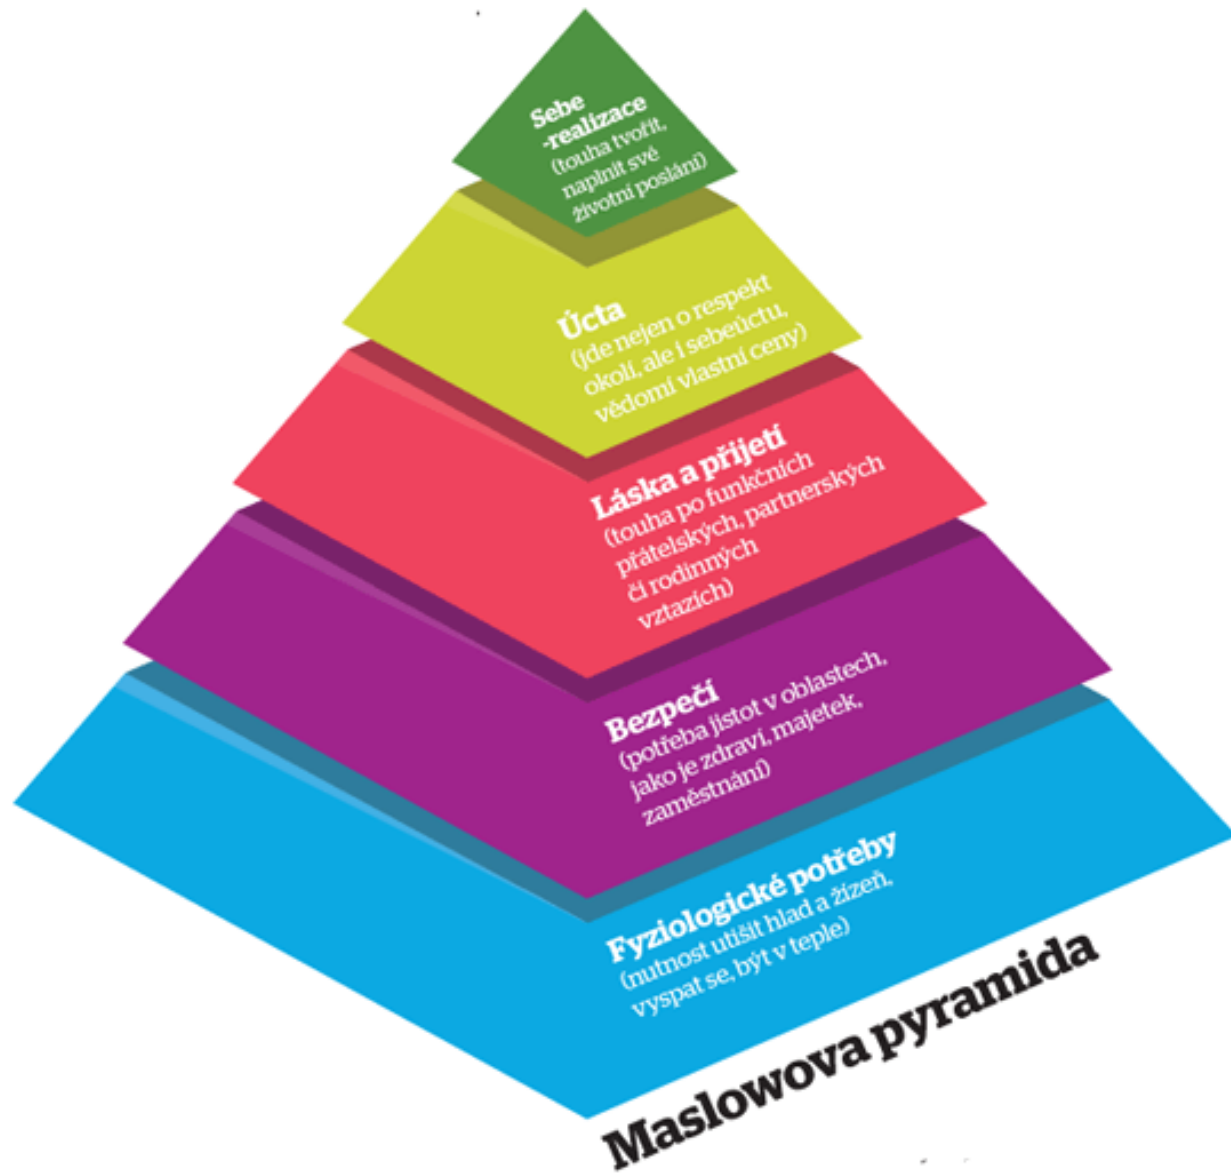 Sebe
-realizace
(touha tvořit,
naplnit své
životní poslání)
Úcta
(jde nejen o respekt
okolí, ale i sebeúctu,
vědomí vlastní ceny)
Láska a přijetí
(touha po funkčních
přátelských, partnerských
či rodinných
vztazích)
Bezpečí
(potřeba jistot v oblastech,
jako je zdraví, majetek,
zaměstnání)
Fyziologické potřeby
(nutnost utišit hlad a žízeň,
vyspat se, být v teple)
Maslowova pyramida